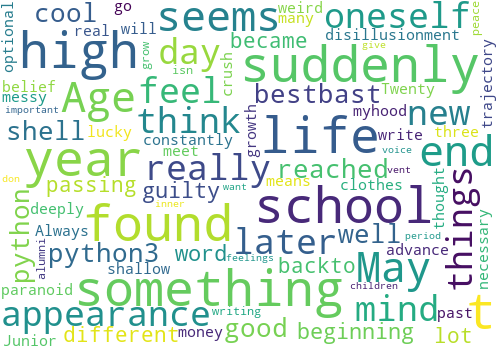 optional cool go real will seems weird many became disillusionment oneself
high day suddenly trajectory
grow isn give peace
belief messy Age feel crush bestbast Twenty myhood new
important shell lucky think constantly meet growth life write three end
year really reached
don passing guilty means clothes thought
python found school things
alumni deeply Always inner want voice vent
python3 word later well advance necessary
shallow feelings backto May period past
paranoid something children mind t
appearance writing
Junior different money good beginning lot